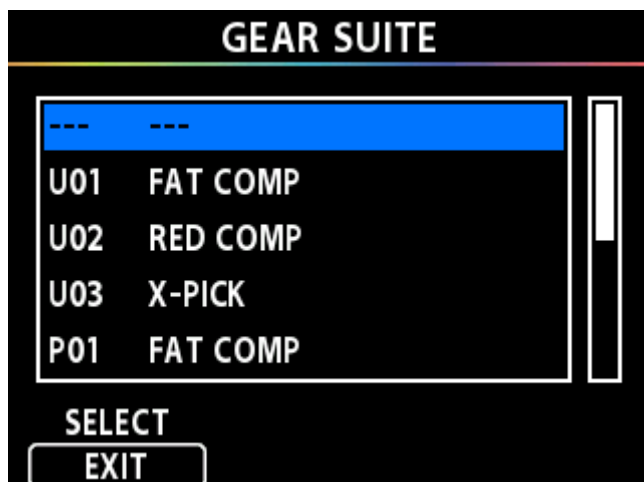 GEAR SUITE
--- ---
U01 FAT COMP
U02 RED COMP
U03 X-PICK
P01 FAT COMP
SELECT
EXIT